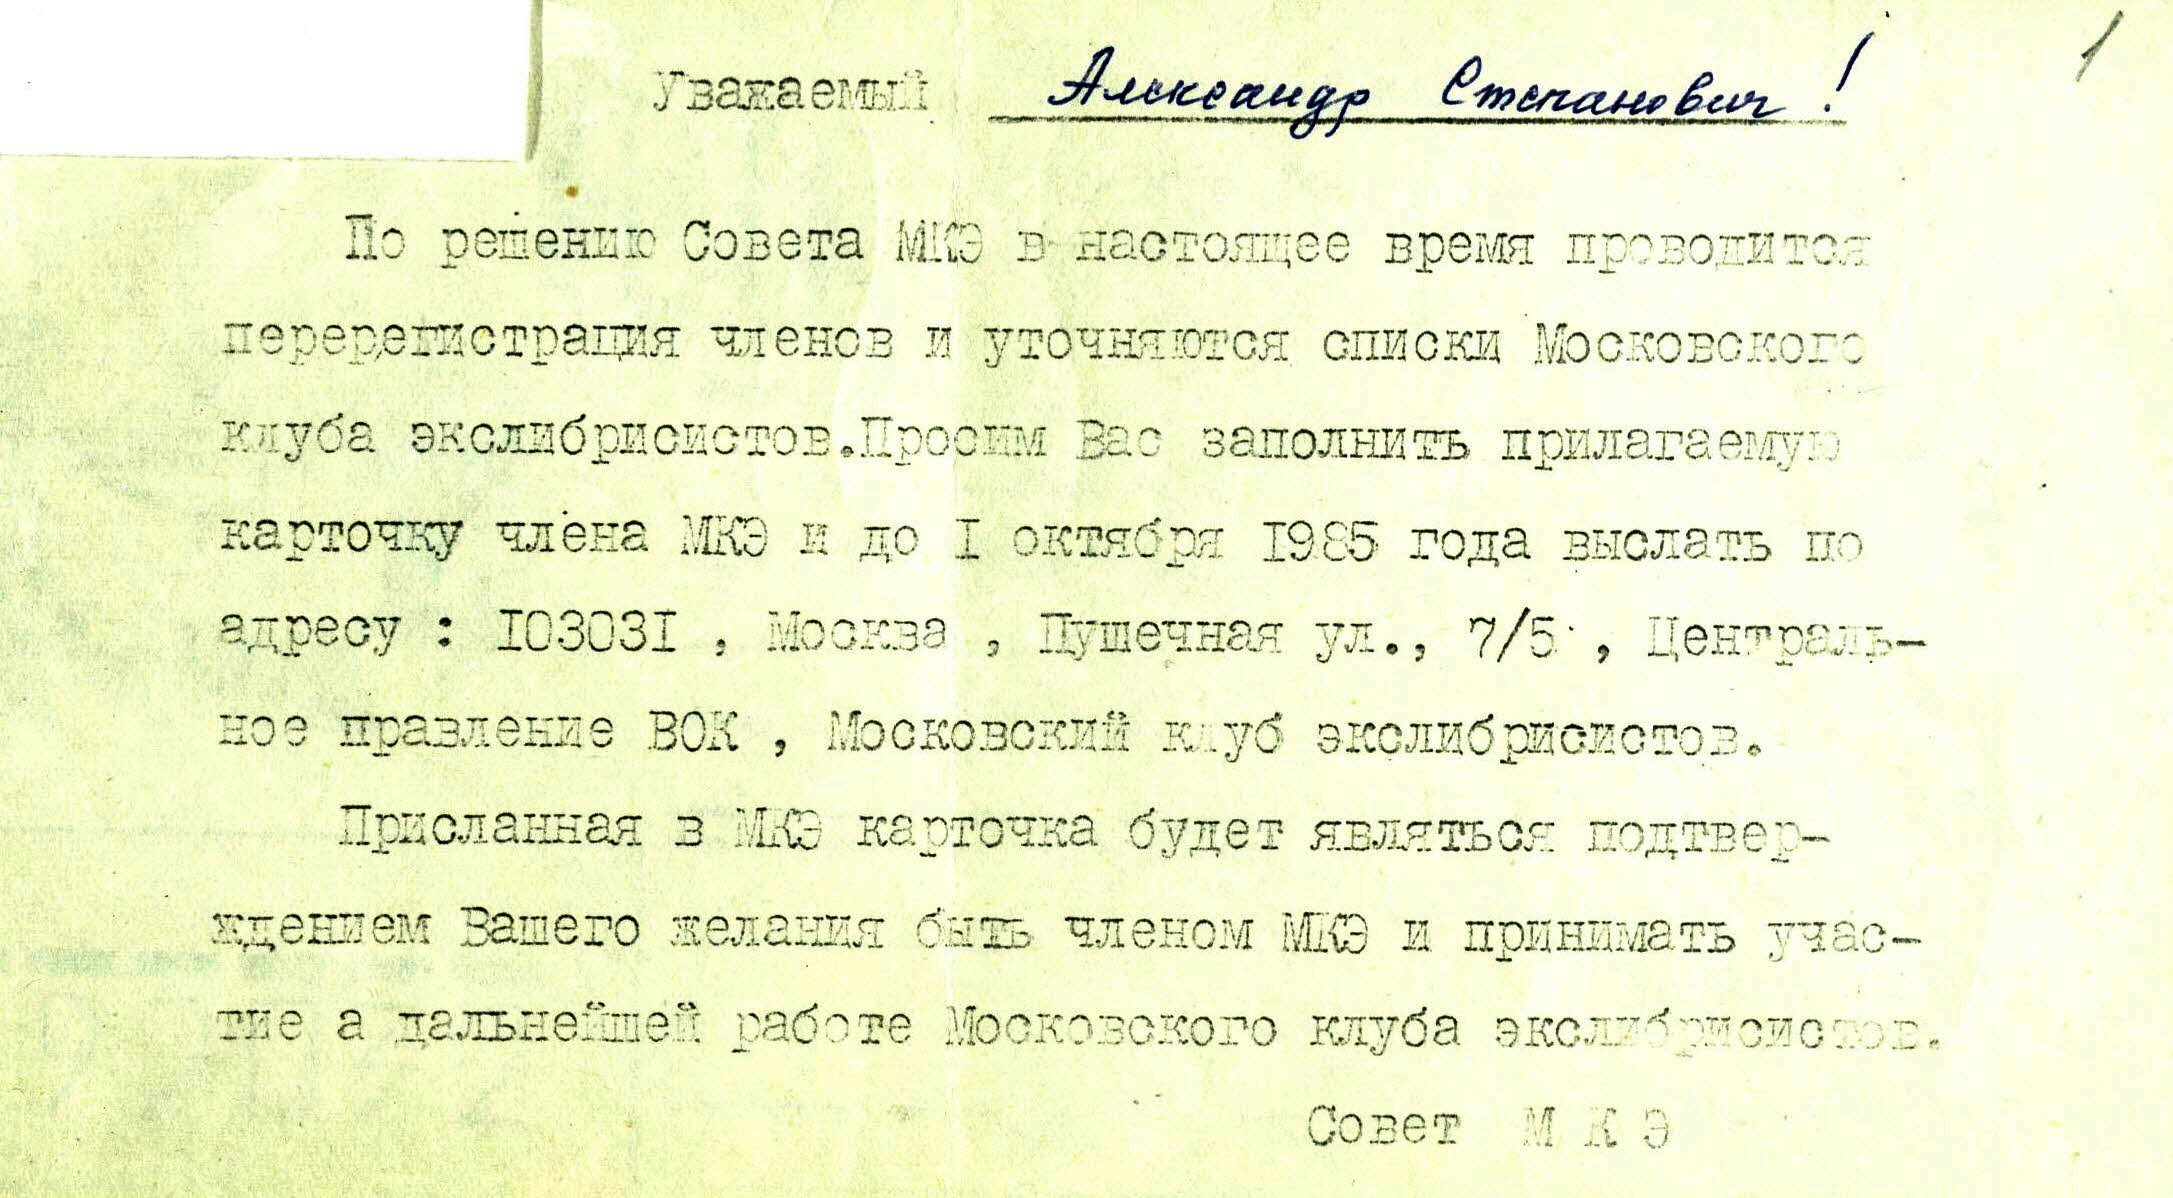 1
Уважаемый Александр Степанович!
По решению Совета МКЭ в настоящее время проводится
перерегистрация членов и уточняются списки Московского
клуба экслибрисистов.Просим Вас заполнить прилагаемую
карточку члена МКЭ и до I октября I985 года выслать по
адресу : I03031 , Москва , Пушечная ул., 7/5 , Централь-
ное правление ВОК , Московский клуб экслибрисистов.
Присланная в МКЭ карточка будет являться подтвер-
ждением Вашего желания быть членом МКЭ и принимать учас-
тие а дальнейшей работе Московского клуба экслибрисистов.
Совет М К Э